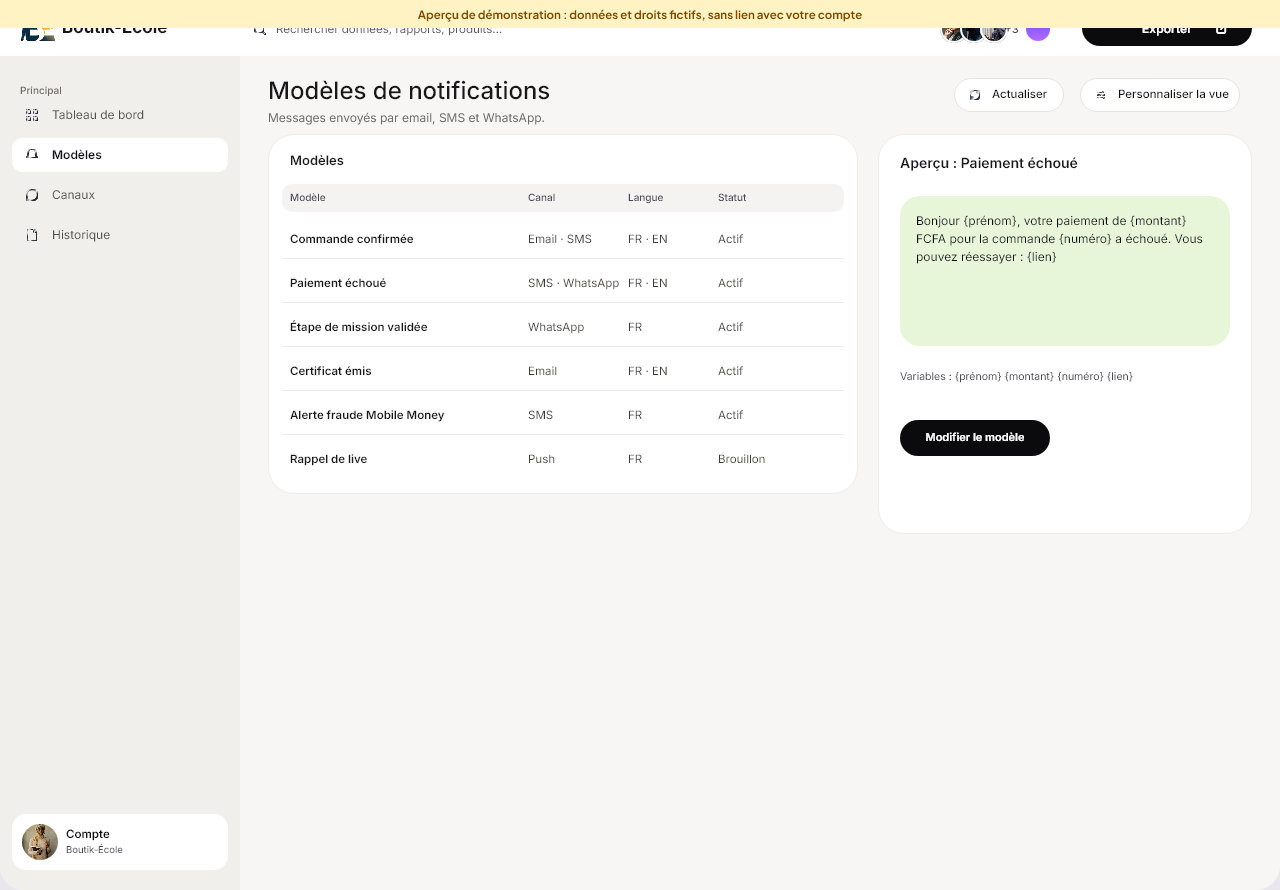 Aperçu de démonstration : données et droits fictifs, sans lien avec votre compte
Boutik-École
Rechercher données, rapports, produits...
+3
Exporter
Principal
Tableau de bord
Modèles
Canaux
Historique
Modèles de notifications
Messages envoyés par email, SMS et WhatsApp.
Actualiser
Personnaliser la vue
Modèles
Modèle Canal Langue Statut
Commande confirmée Email · SMS FR · EN Actif
Paiement échoué SMS · WhatsApp FR · EN Actif
Étape de mission validée WhatsApp FR Actif
Certificat émis Email FR · EN Actif
Alerte fraude Mobile Money SMS FR Actif
Rappel de live Push FR Brouillon
Aperçu : Paiement échoué
Bonjour {prénom}, votre paiement de {montant}
FCFA pour la commande {numéro} a échoué. Vous
pouvez réessayer : {lien}
Variables : {prénom} {montant} {numéro} {lien}
Modifier le modèle
Compte
Boutik-École